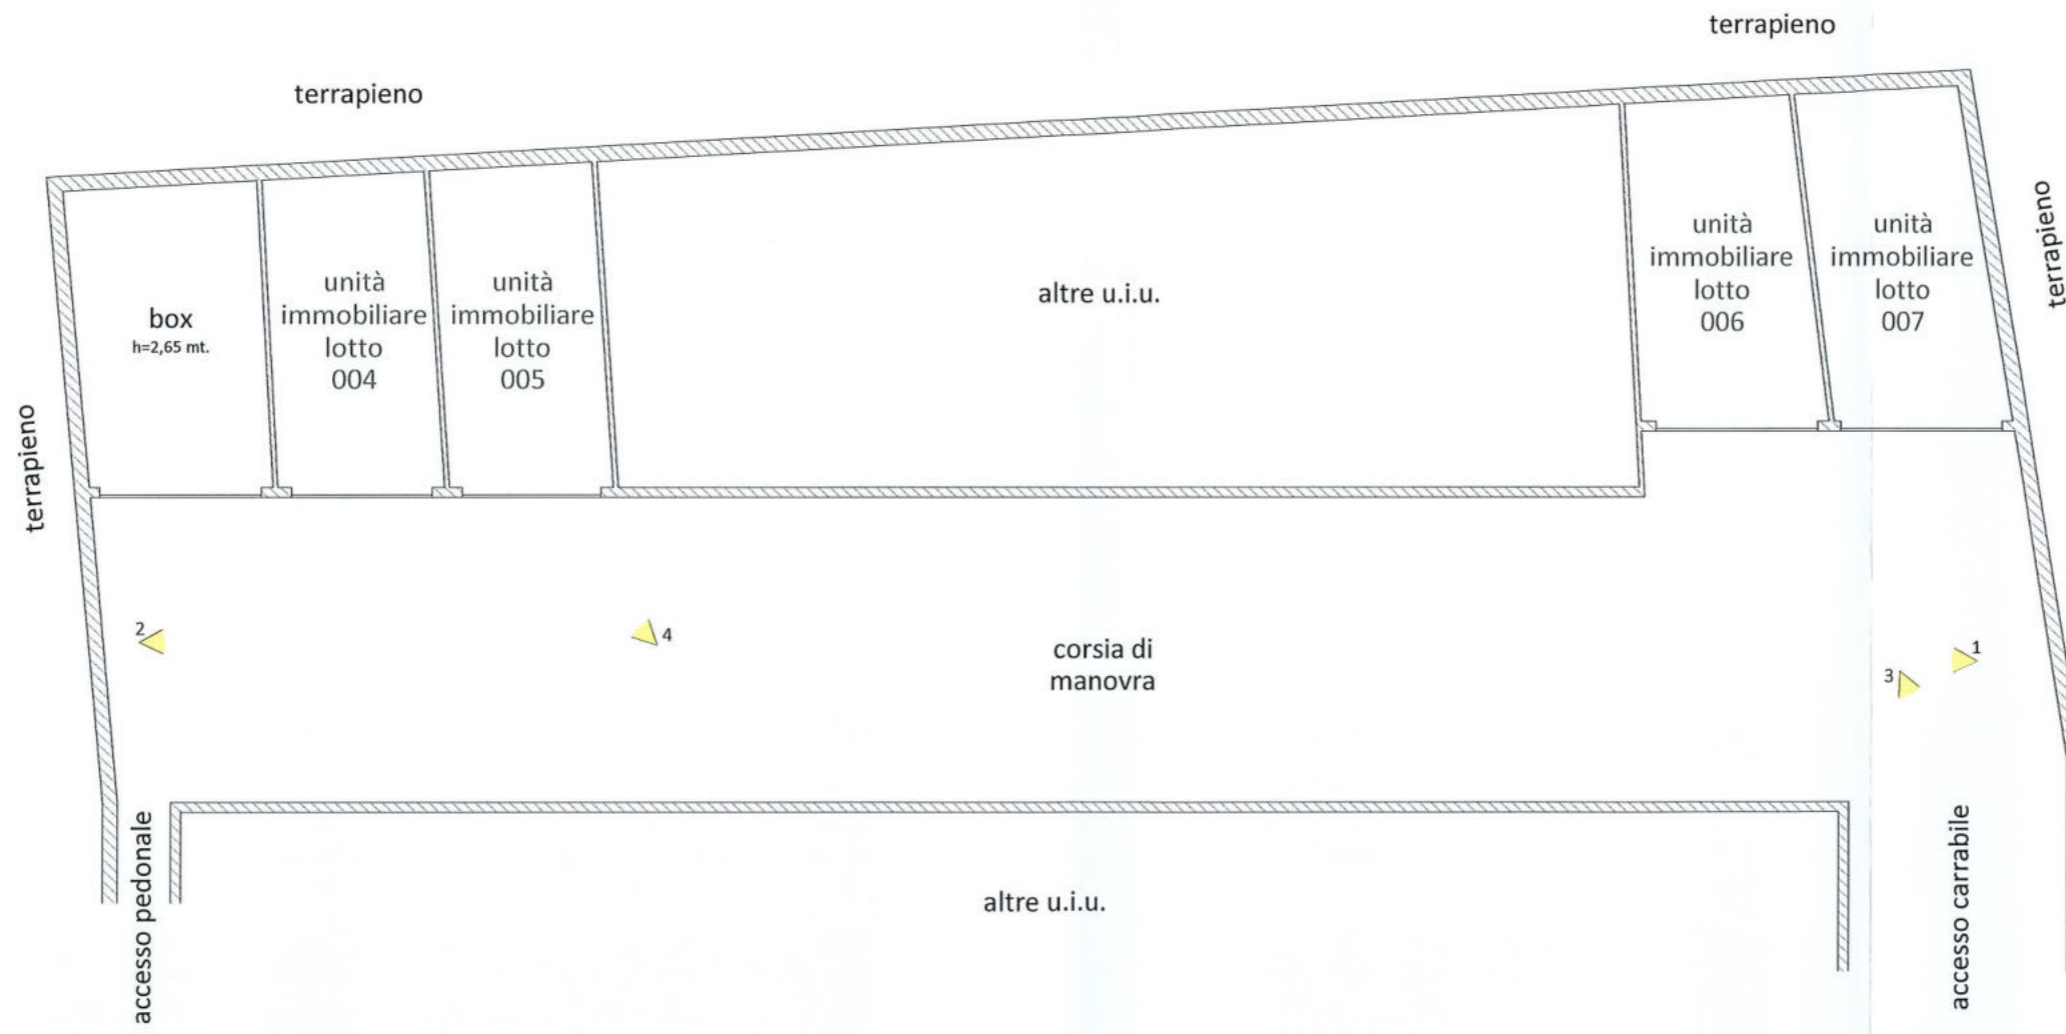 terrapieno
terrapieno
terrapieno
terrapieno
box
h=2,65 mt.
unità
immobiliare
lotto
004
unità
immobiliare
lotto
005
altre u.i.u.
unità
immobiliare
lotto
006
unità
immobiliare
lotto
007
2
4
corsia di
manovra
3
1
accesso pedonale
altre u.i.u.
accesso carrabile